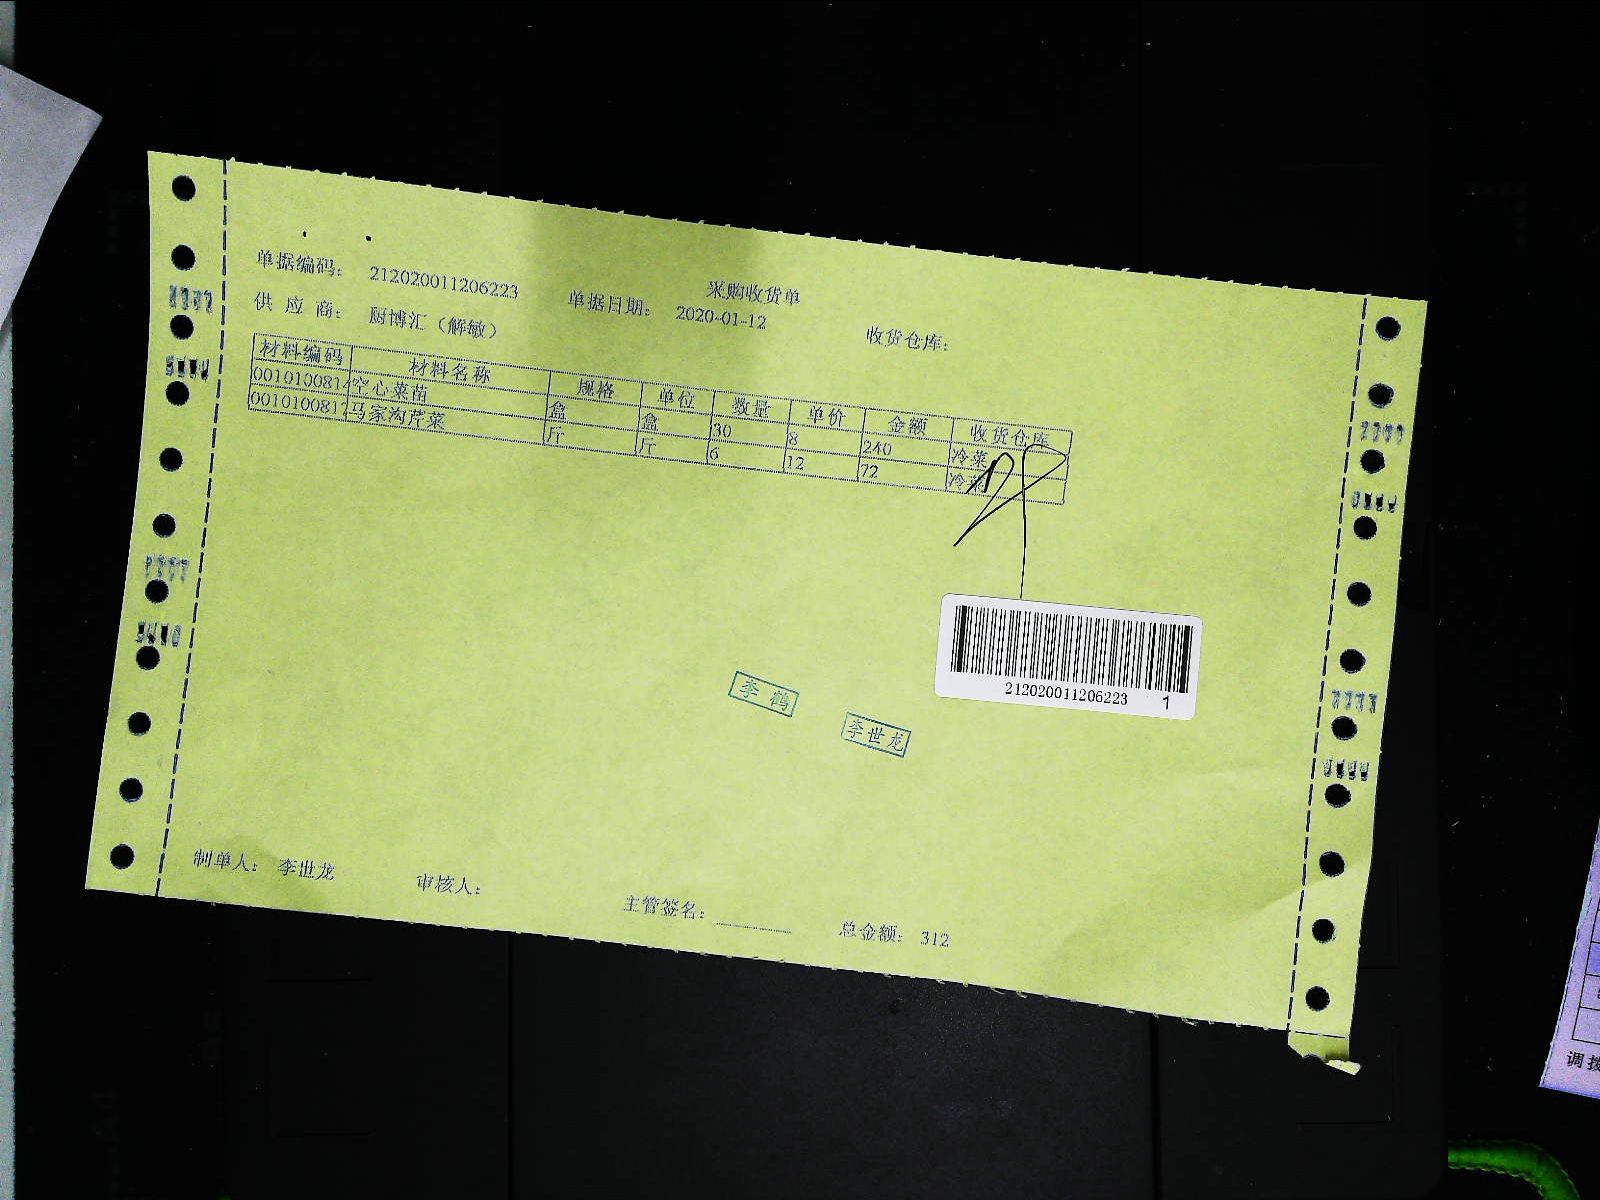 采购收货单
单据编码: 212020011206223 单据日期: 2020-01-12 收货仓库:
供 应 商: 厨博汇（解敏）
材料编码 材料名称 规格 单位 数量 单价 金额 收货仓库
0010100814 空心菜苗 盒 盒 30 8 240 冷菜
0010100817 马家沟芹菜 斤 斤 6 12 72 冷菜
212020011206223 1
李鹤
李世龙
制单人: 李世龙 审核人: 主管签名: 总金额: 312
调拨